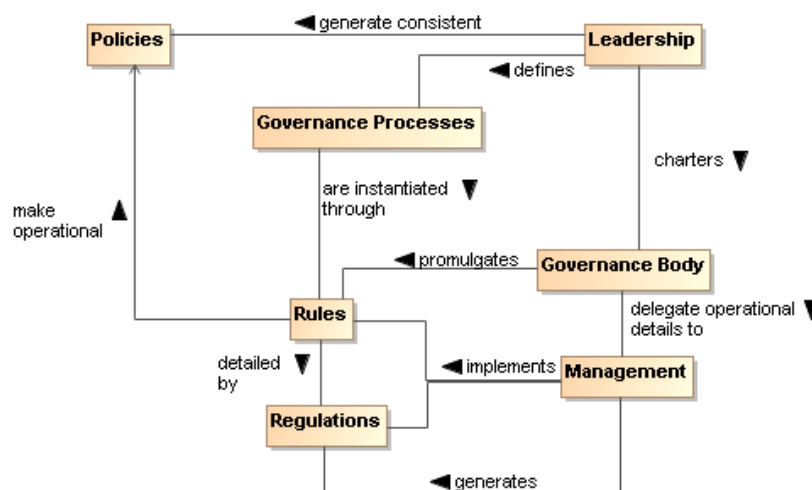 ◄ generate consistent
Policies
Leadership
◄ defines
Governance Processes
charters ▼
are instantiated ▼
through
make ▲
operational
◄ promulgates
Governance Body
Rules
delegate operational ▼
details to
detailed ▼
by
◄ implements
Management
Regulations
◄ generates